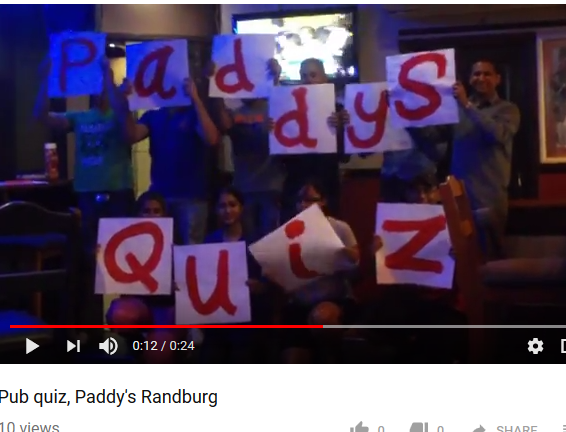 PaddyS
QUiZ
0:12 / 0:24
Pub quiz, Paddy's Randburg
10 views
0
0
SHARE